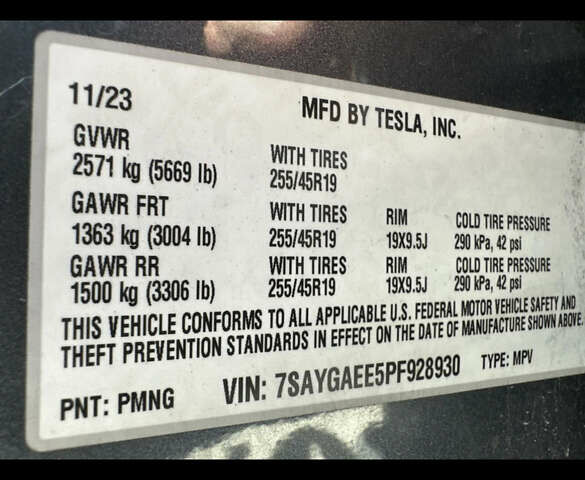 11/23 MFD BY TESLA, INC.
GVWR
2571 kg (5669 lb) WITH TIRES 255/45R19
GAWR FRT WITH TIRES RIM COLD TIRE PRESSURE
1363 kg (3004 lb) 255/45R19 19X9.5J 290 kPa, 42 psi
GAWR RR WITH TIRES RIM COLD TIRE PRESSURE
1500 kg (3306 lb) 255/45R19 19X9.5J 290 kPa, 42 psi
THIS VEHICLE CONFORMS TO ALL APPLICABLE U.S. FEDERAL MOTOR VEHICLE SAFETY AND
THEFT PREVENTION STANDARDS IN EFFECT ON THE DATE OF MANUFACTURE SHOWN ABOVE.
PNT: PMNG VIN: 7SAYGAEE5PF928930 TYPE: MPV